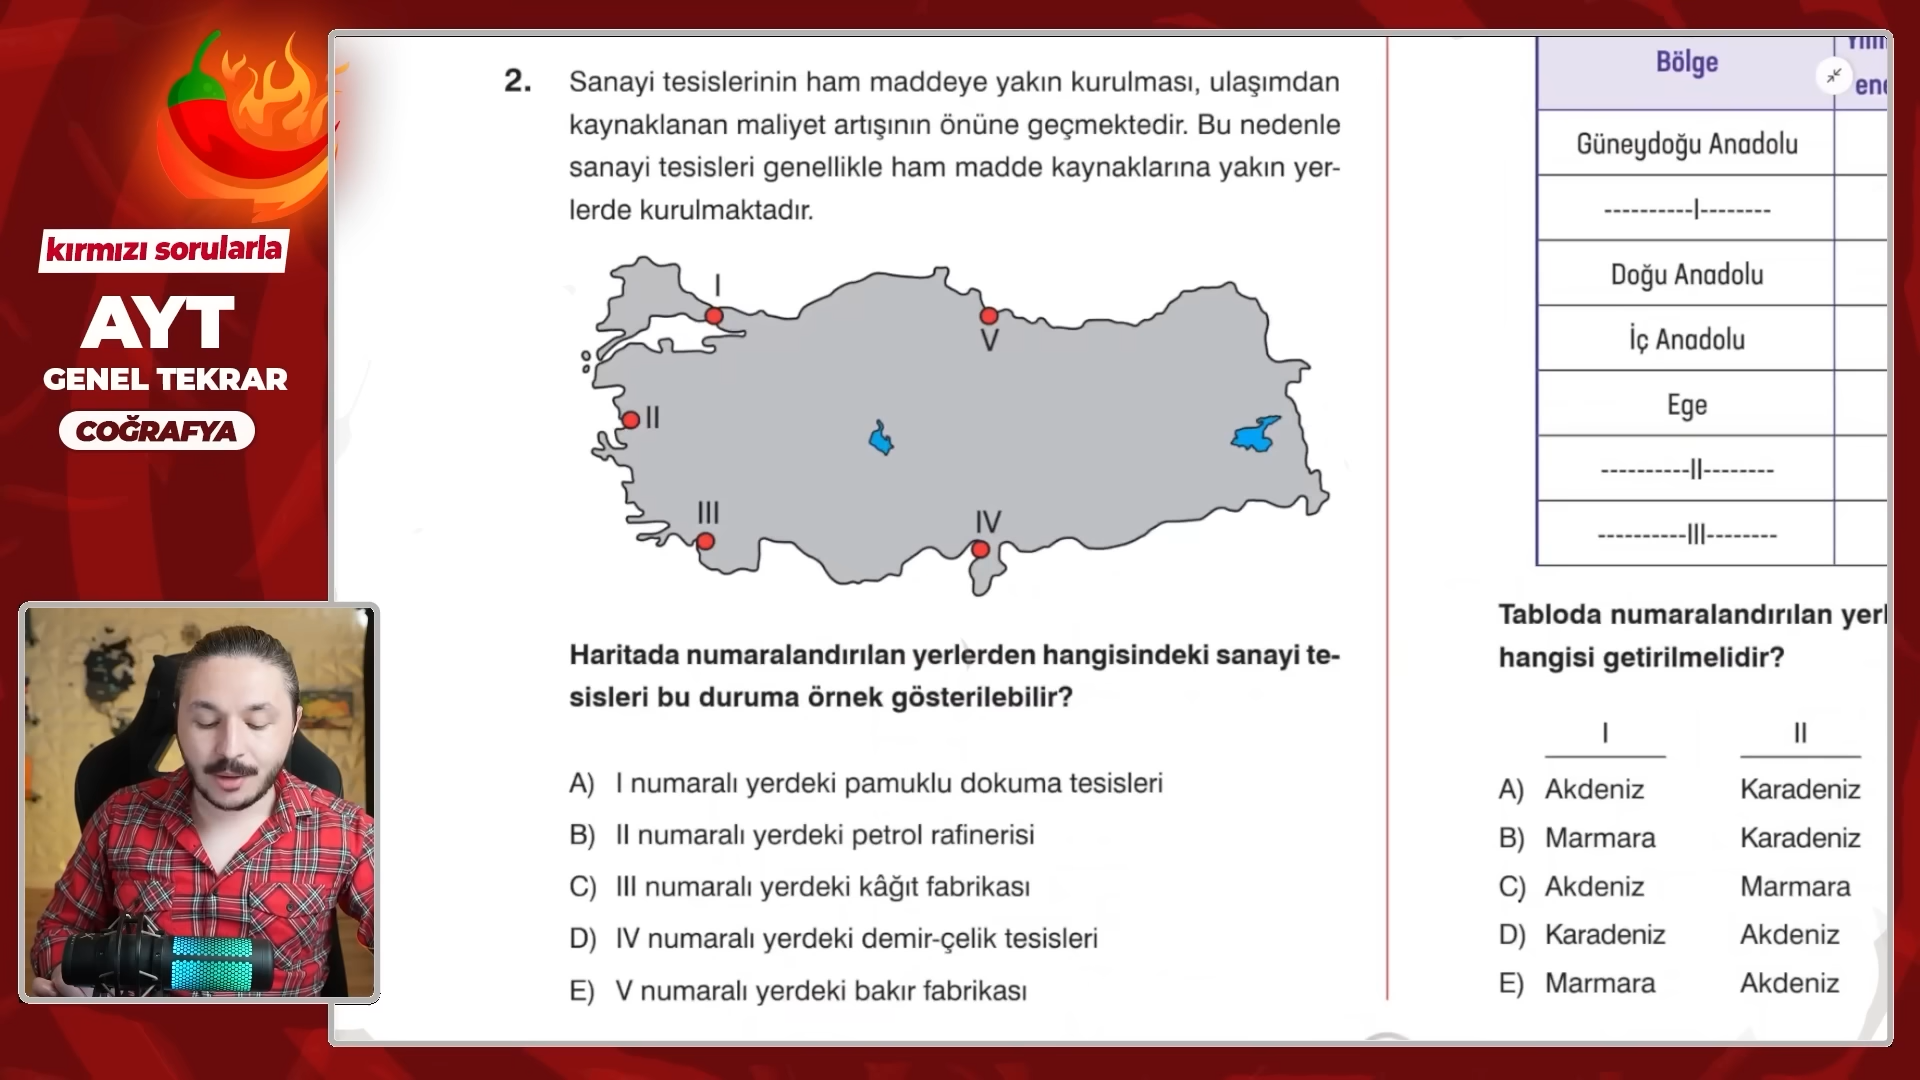 kırmızı sorularla
AYT
GENEL TEKRAR
COĞRAFYA
2. Sanayi tesislerinin ham maddeye yakın kurulması, ulaşımdan
kaynaklanan maliyet artışının önüne geçmektedir. Bu nedenle
sanayi tesisleri genellikle ham madde kaynaklarına yakın yer-
lerde kurulmaktadır.
I
V
II
III
IV
Haritada numaralandırılan yerlerden hangisindeki sanayi te-
sisleri bu duruma örnek gösterilebilir?
A) I numaralı yerdeki pamuklu dokuma tesisleri
B) II numaralı yerdeki petrol rafinerisi
C) III numaralı yerdeki kâğıt fabrikası
D) IV numaralı yerdeki demir-çelik tesisleri
E) V numaralı yerdeki bakır fabrikası
Bölge
Güneydoğu Anadolu
----------I--------
Doğu Anadolu
İç Anadolu
Ege
----------II--------
----------III--------
Tabloda numaralandırılan yerl
hangisi getirilmelidir?
I II
A) Akdeniz Karadeniz
B) Marmara Karadeniz
C) Akdeniz Marmara
D) Karadeniz Akdeniz
E) Marmara Akdeniz